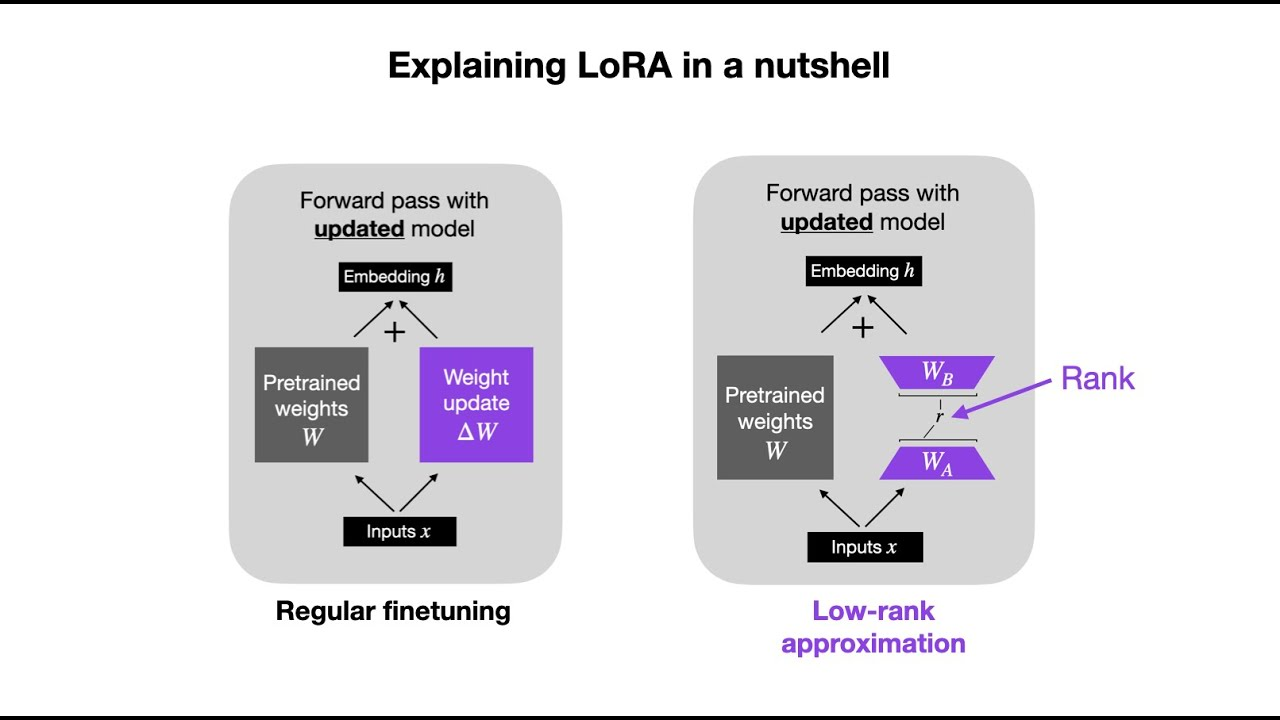 Explaining LoRA in a nutshell
Forward pass with
updated model
Embedding h
+
Pretrained
weights
W
Weight
update
ΔW
Inputs x
Regular finetuning
Forward pass with
updated model
Embedding h
+
Pretrained
weights
W
W_B
r
W_A
Rank
Inputs x
Low-rank
approximation